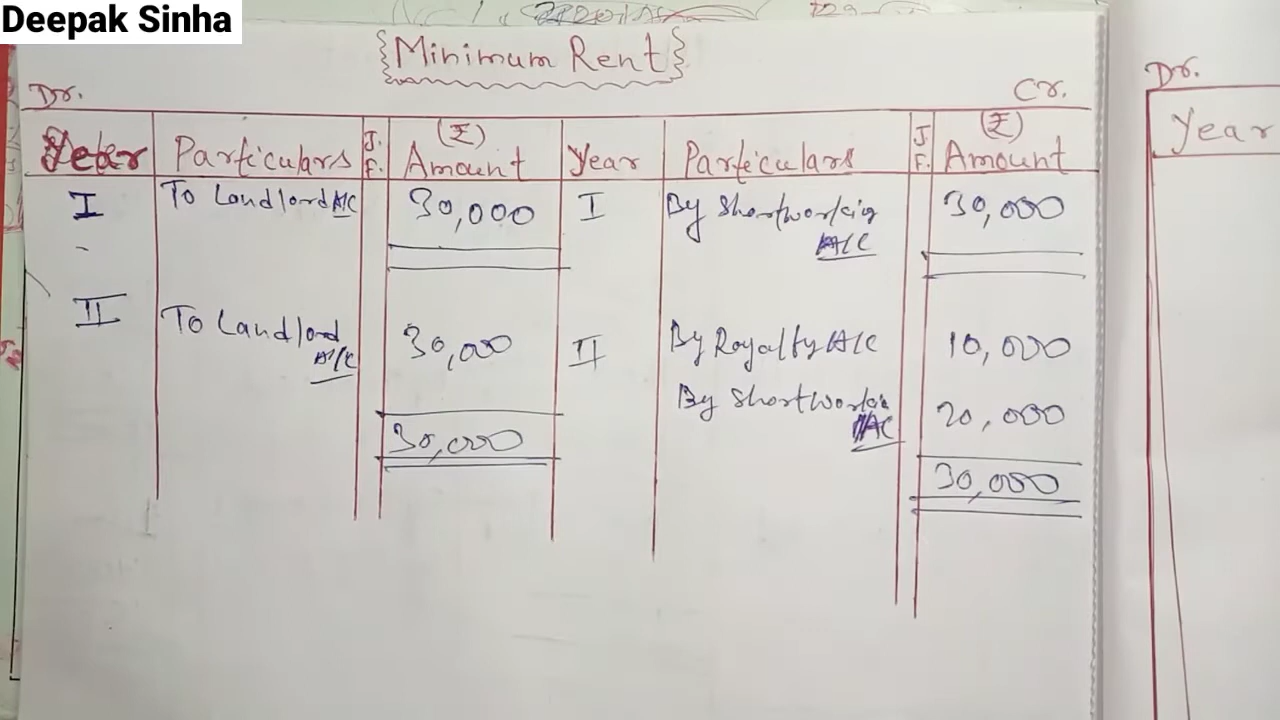 Deepak Sinha
Minimum Rent
Dr. Cr.
Year Particulars J.F. (₹) Amount Year Particulars J.F. (₹) Amount
I To Landlord A/C 30,000 I By Shortworking A/C 30,000
II To Landlord A/C 30,000 II By Royalty A/C 10,000
By Shortworkin A/C 20,000
30,000 30,000
Dr.
Year